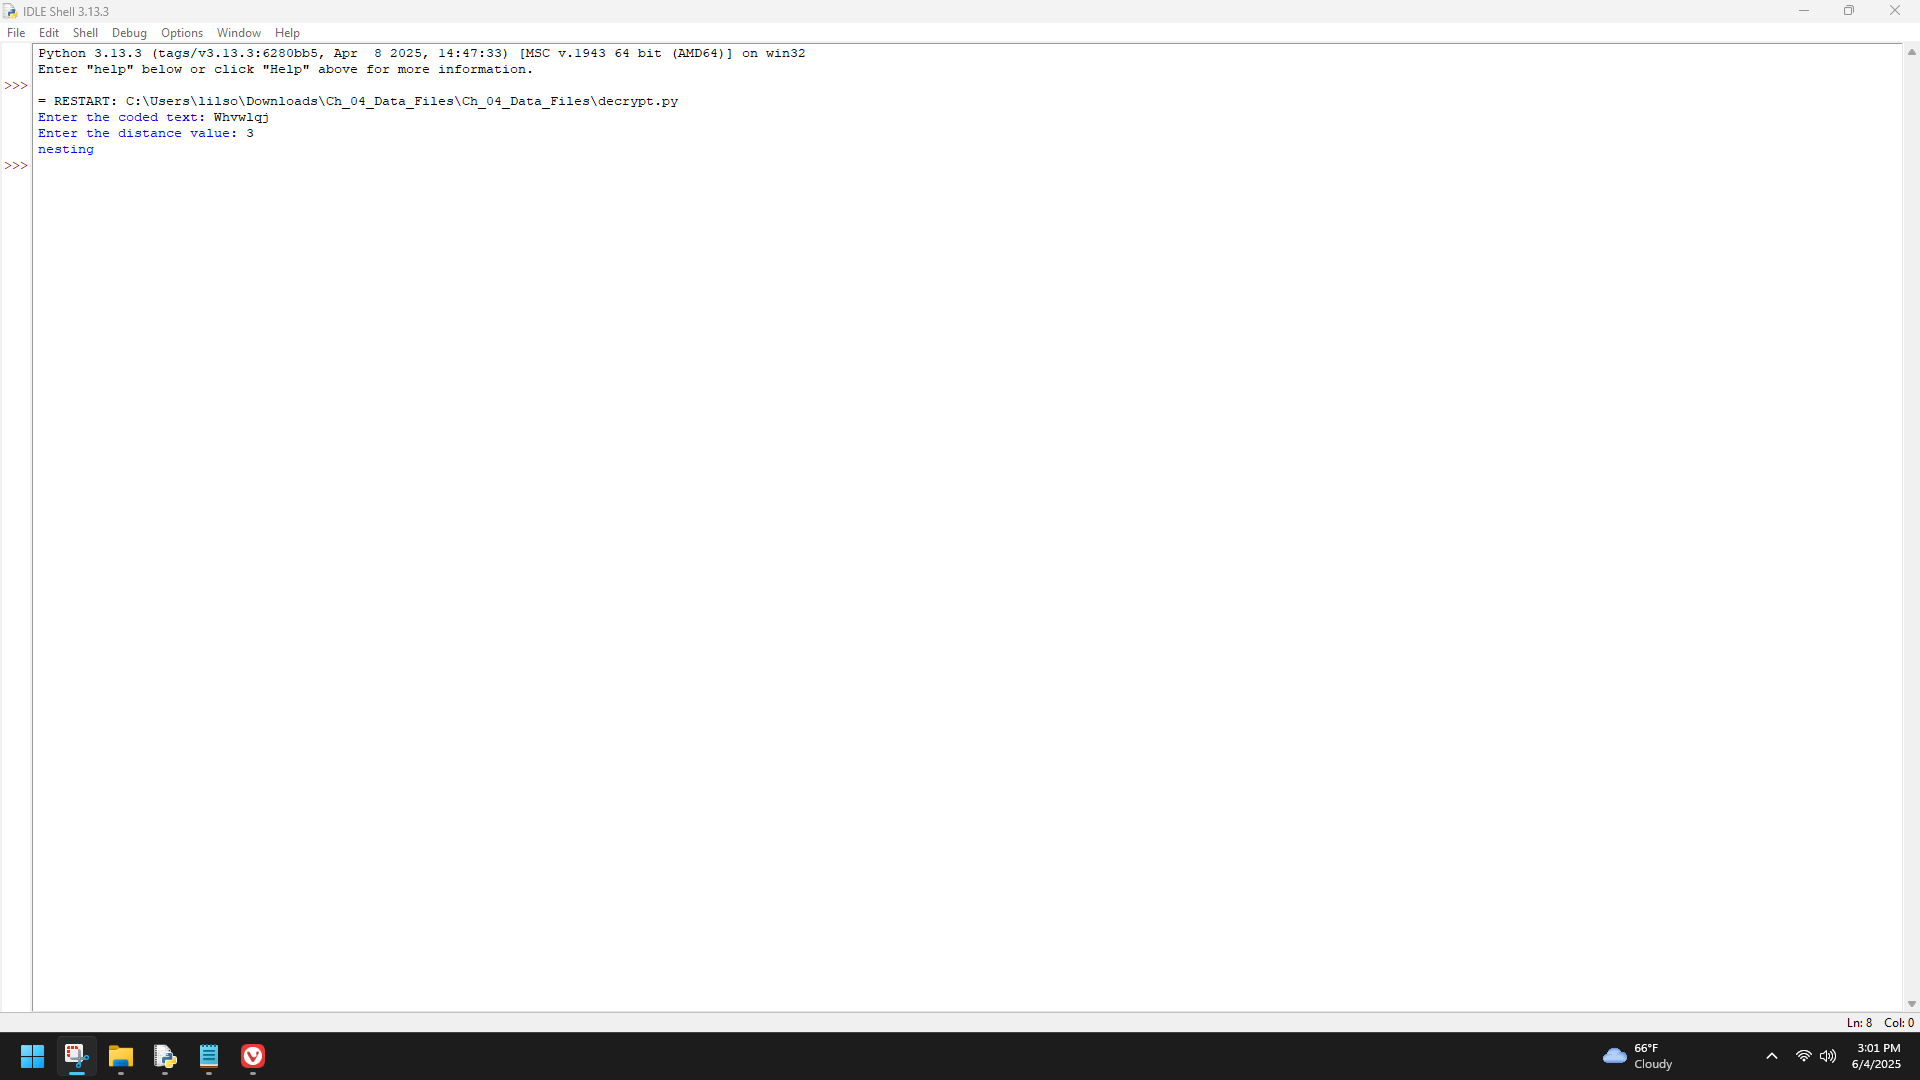 IDLE Shell 3.13.3
File Edit Shell Debug Options Window Help
Python 3.13.3 (tags/v3.13.3:6280bb5, Apr  8 2025, 14:47:33) [MSC v.1943 64 bit (AMD64)] on win32
Enter "help" below or click "Help" above for more information.
>>>
= RESTART: C:\Users\lilso\Downloads\Ch_04_Data_Files\Ch_04_Data_Files\decrypt.py
Enter the coded text: Whvwlqj
Enter the distance value: 3
nesting
>>>
Ln: 8 Col: 0
66°F
Cloudy
3:01 PM
6/4/2025